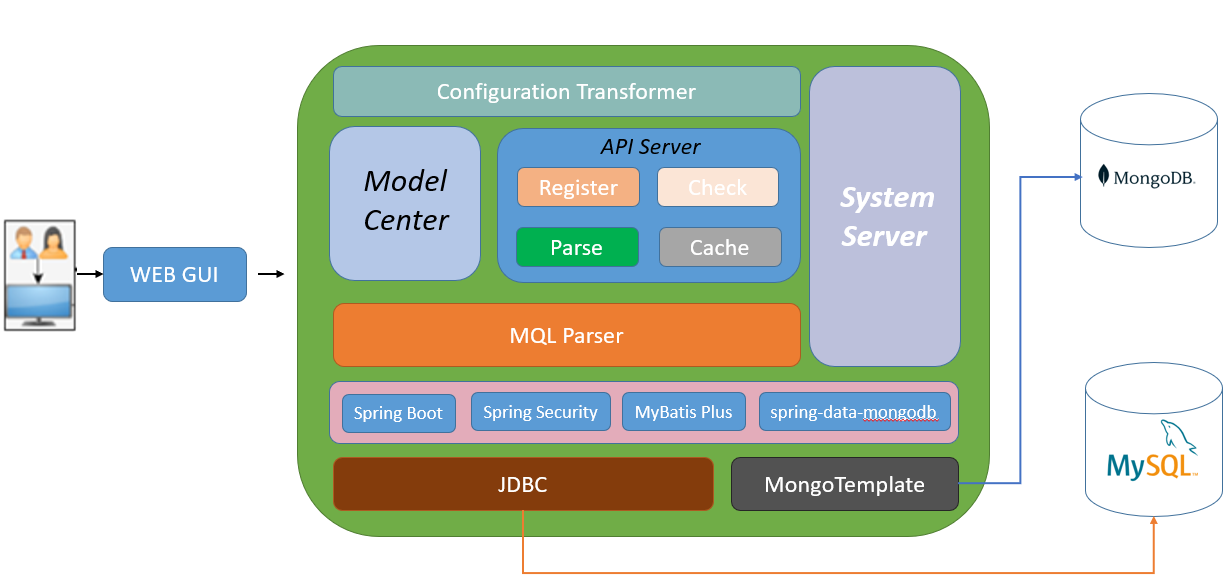 Configuration Transformer
Model
Center
API Server
Register
Check
Parse
Cache
System
Server
MongoDB.
WEB GUI
MQL Parser
Spring Boot
Spring Security
MyBatis Plus
spring-data-mongodb
JDBC
MongoTemplate
MySQL